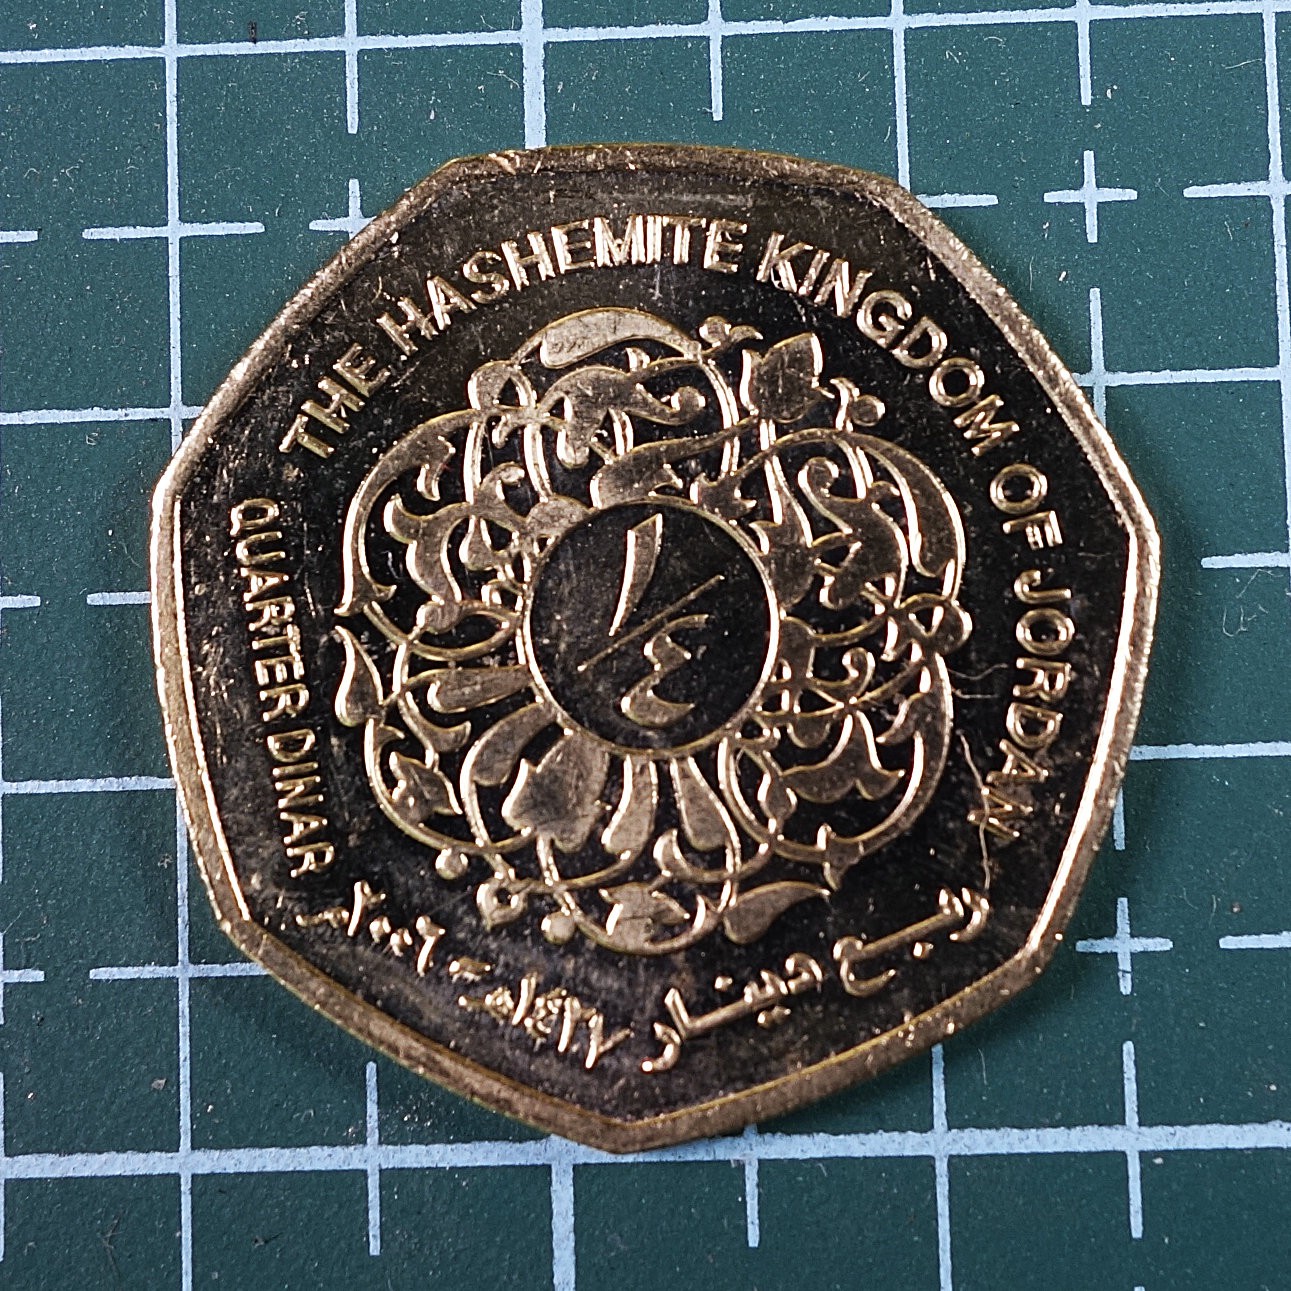 THE HASHEMITE KINGDOM OF JORDAN
QUARTER DINAR
١/٤
ربع دينار
١٤٢٧هـ - ٢٠٠٦م